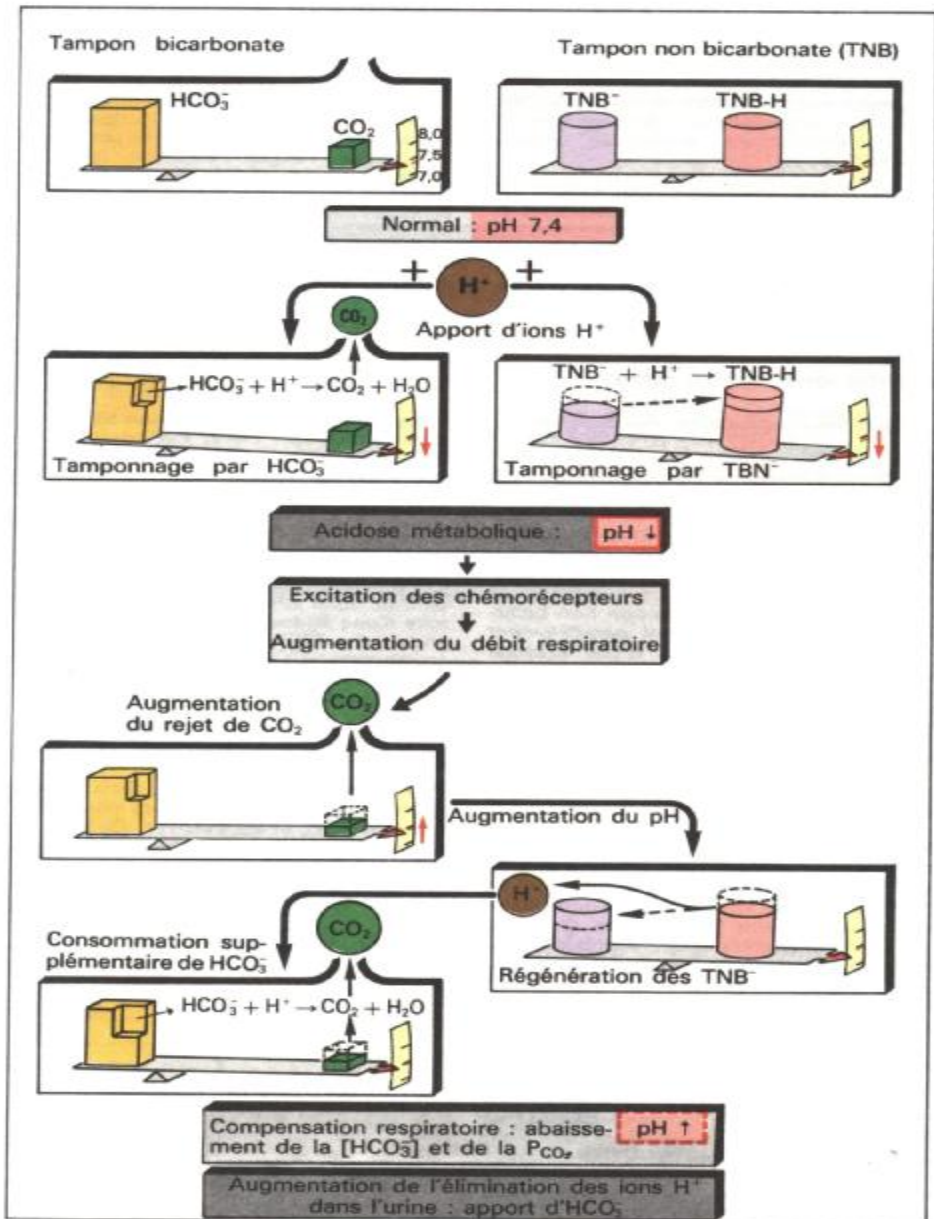 Tampon bicarbonate
Tampon non bicarbonate (TNB)
HCO₃⁻
CO₂
8,0
7,5
7,0
TNB⁻
TNB-H
Normal : pH 7,4
+
H⁺
+
CO₂
Apport d'ions H⁺
HCO₃⁻ + H⁺ → CO₂ + H₂O
Tamponnage par HCO₃⁻
TNB⁻ + H⁺ → TNB-H
Tamponnage par TBN⁻
Acidose métabolique : pH ↓
Excitation des chémorécepteurs
Augmentation du débit respiratoire
Augmentation
du rejet de CO₂
CO₂
Augmentation du pH
H⁺
Régénération des TNB⁻
Consommation sup-
plémentaire de HCO₃⁻
CO₂
HCO₃⁻ + H⁺ → CO₂ + H₂O
Compensation respiratoire : abaisse- pH ↑
ment de la [HCO₃⁻] et de la PCO₂
Augmentation de l'élimination des ions H⁺
dans l'urine : apport d'HCO₃⁻